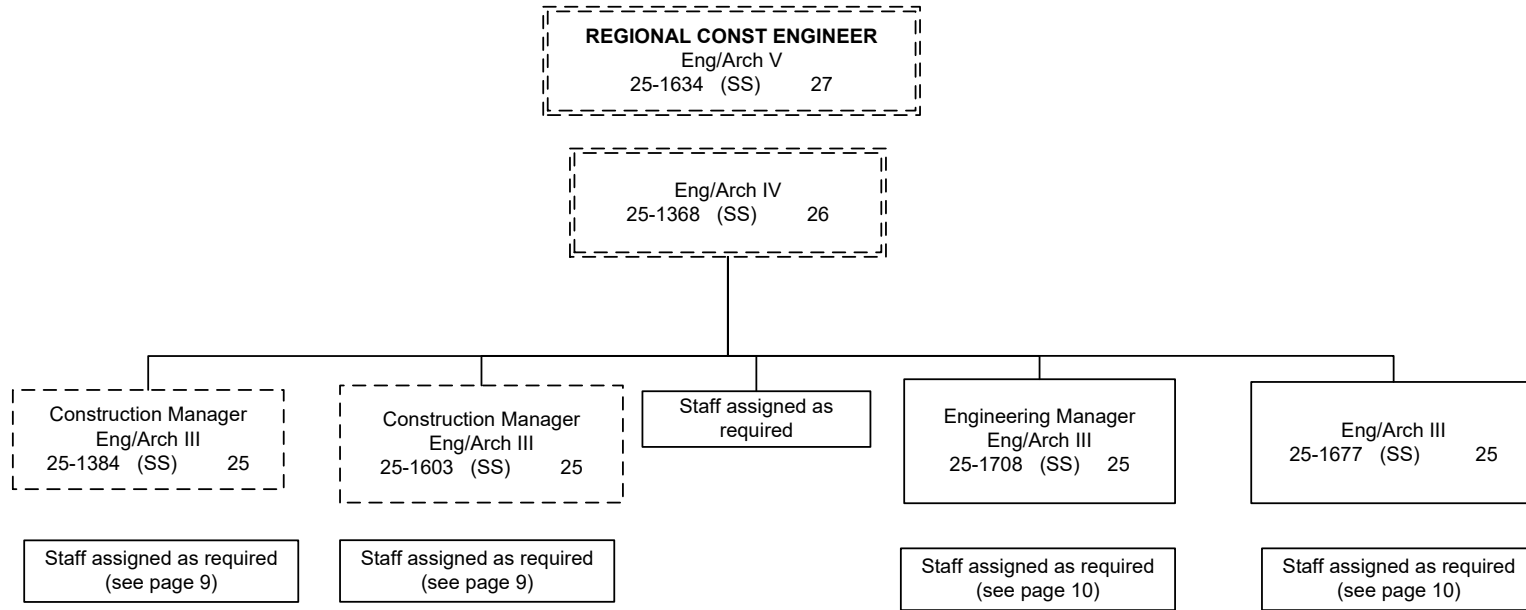 REGIONAL CONST ENGINEER
Eng/Arch V
25-1634 (SS) 27
Eng/Arch IV
25-1368 (SS) 26
Construction Manager
Eng/Arch III
25-1384 (SS) 25
Construction Manager
Eng/Arch III
25-1603 (SS) 25
Staff assigned as
required
Engineering Manager
Eng/Arch III
25-1708 (SS) 25
Eng/Arch III
25-1677 (SS) 25
Staff assigned as required
(see page 9)
Staff assigned as required
(see page 9)
Staff assigned as required
(see page 10)
Staff assigned as required
(see page 10)